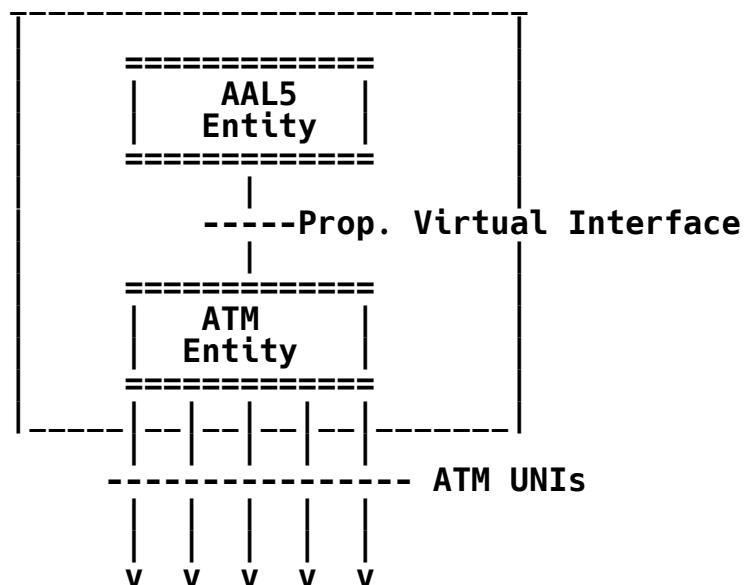 AAL5
Entity
Prop. Virtual Interface
ATM
Entity
ATM UNIs
v v v v v